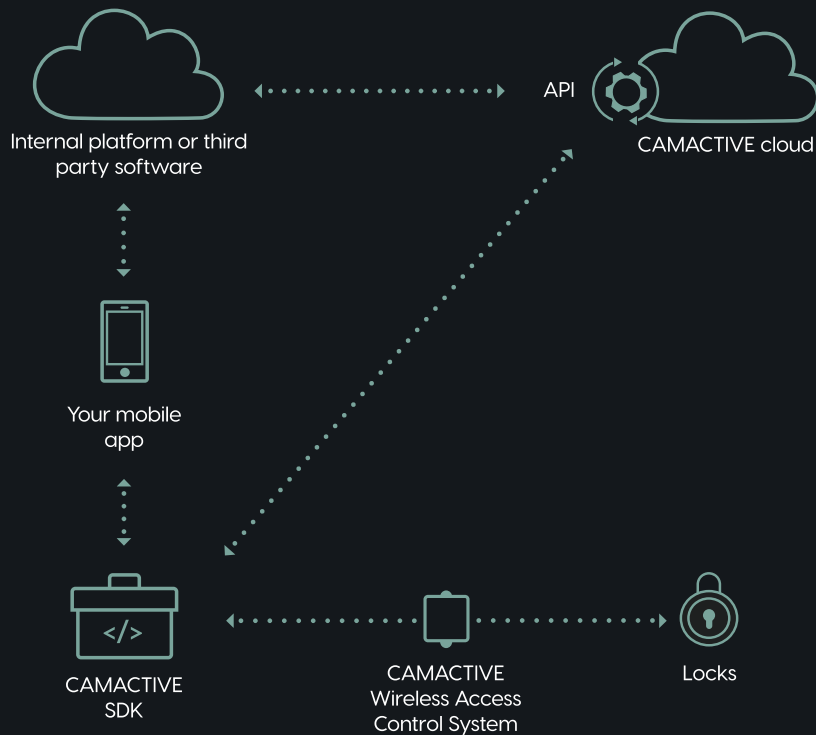 API
Internal platform or third
party software
CAMACTIVE cloud
Your mobile
app
</>
CAMACTIVE
SDK
CAMACTIVE
Wireless Access
Control System
Locks